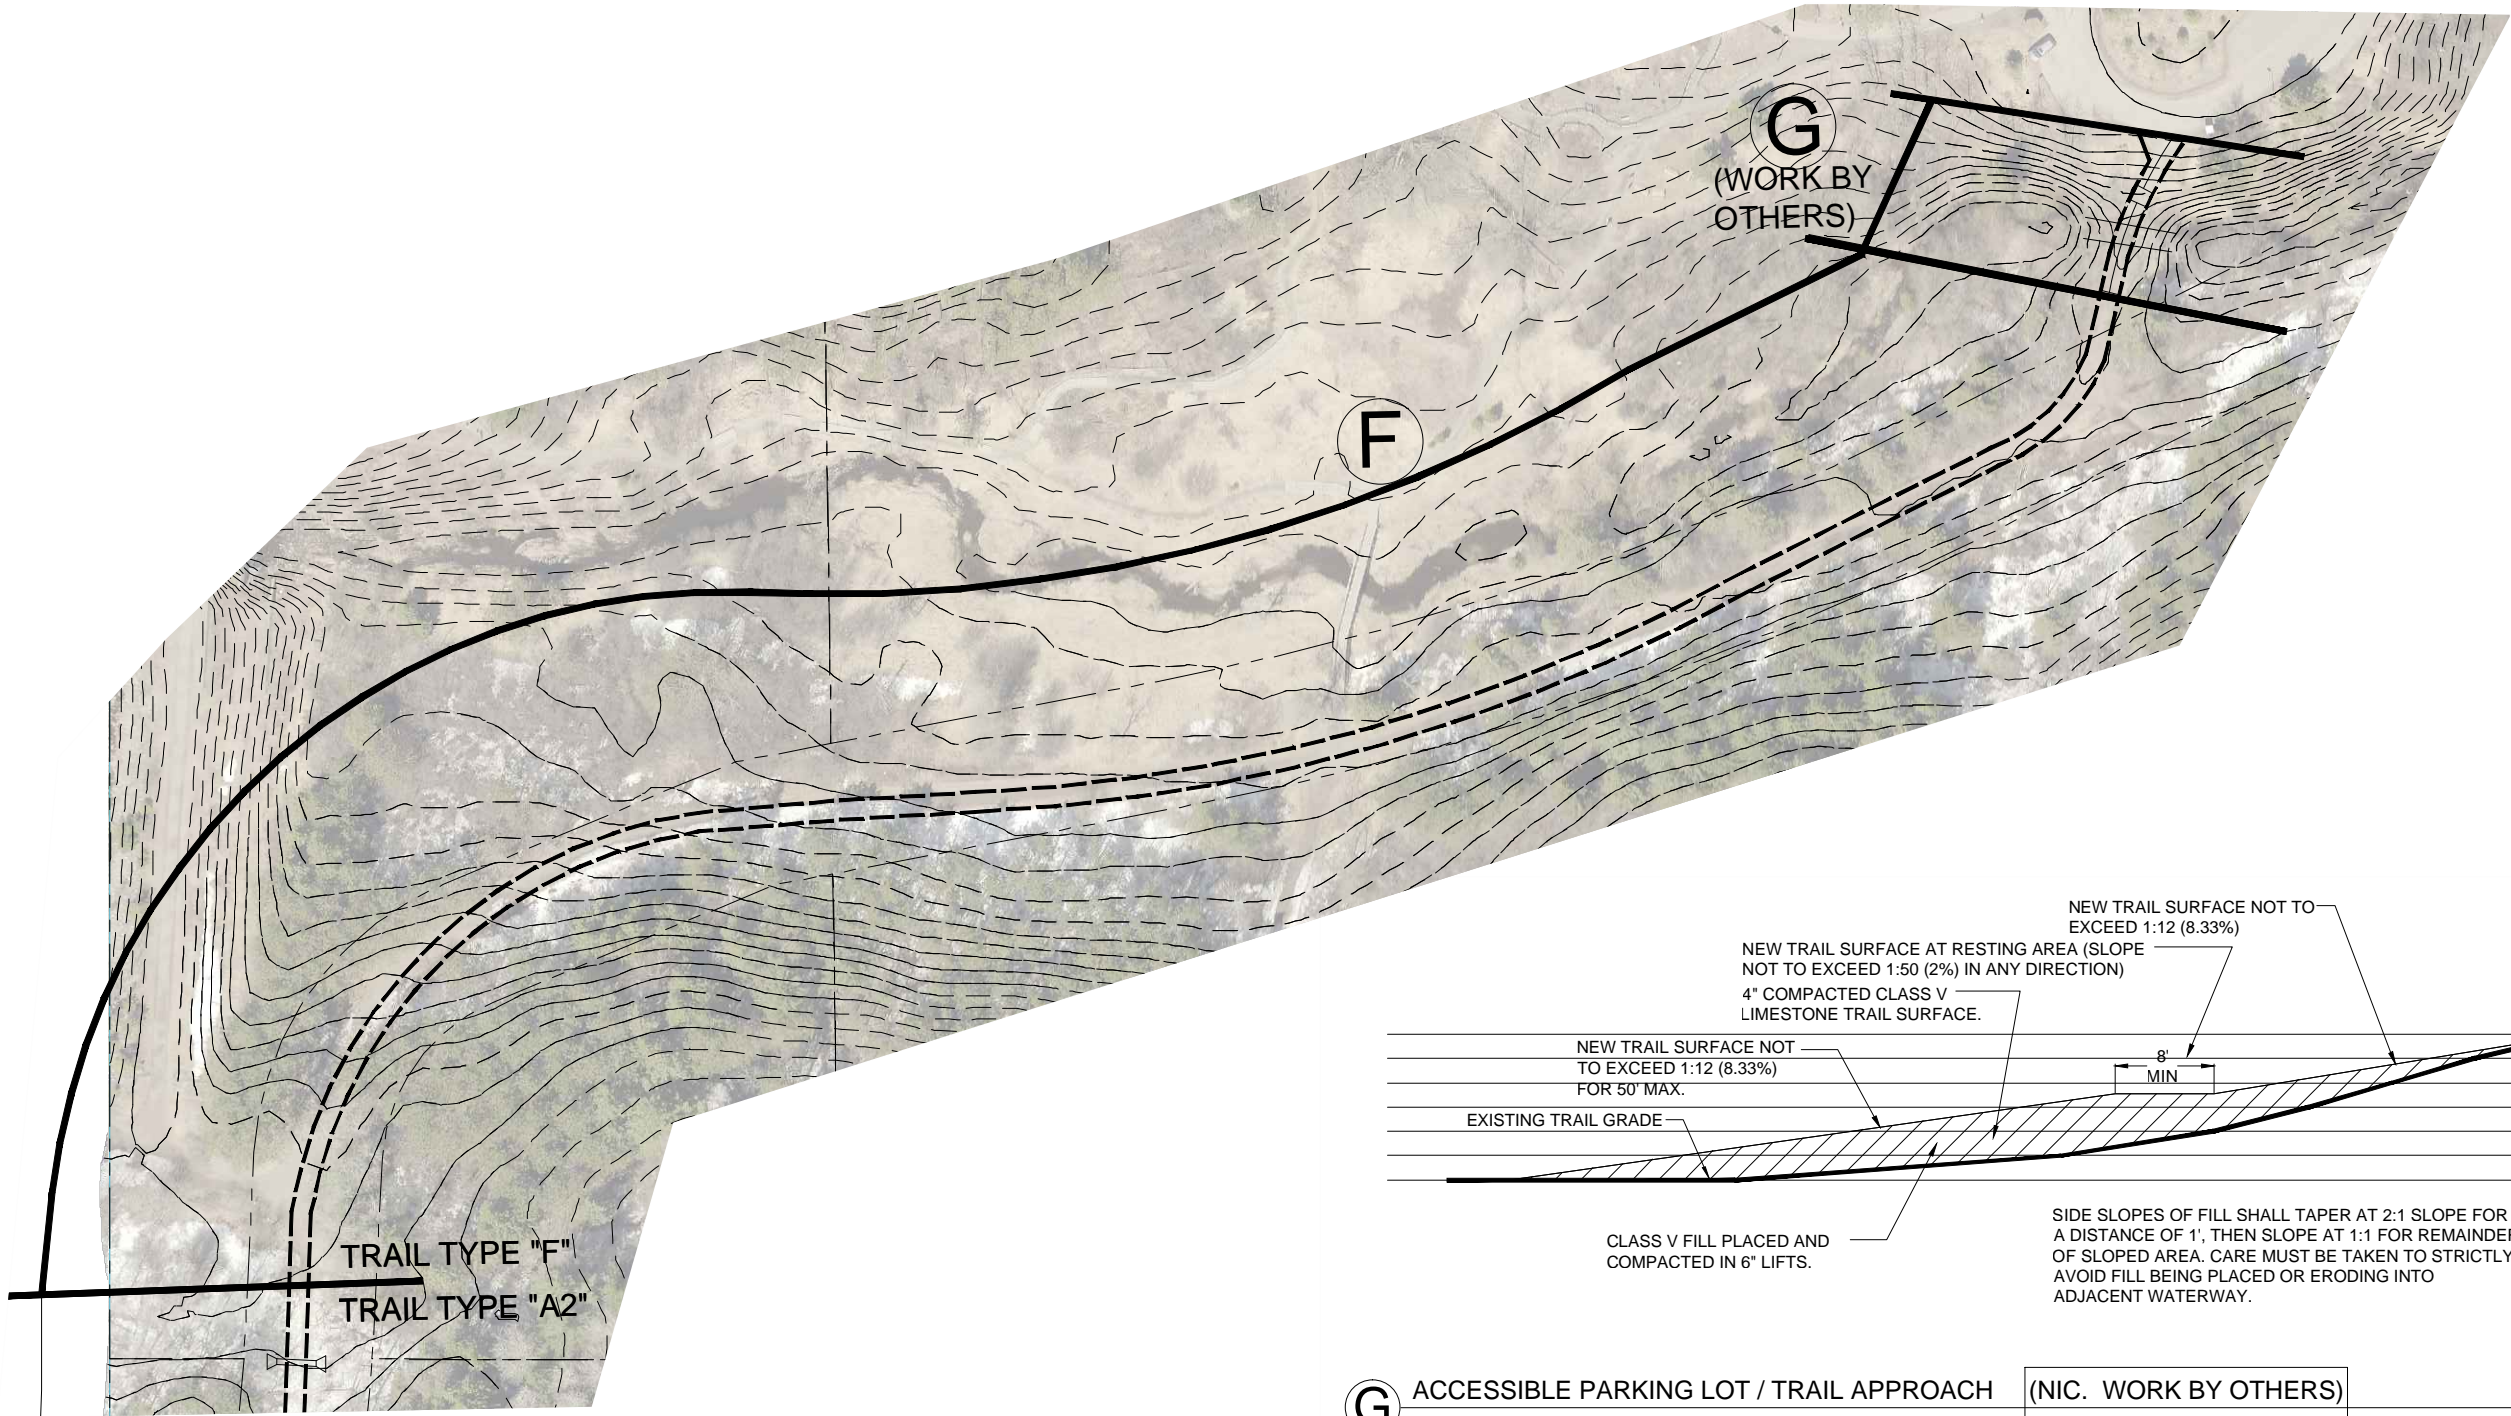 G
(WORK BY
OTHERS)
F
TRAIL TYPE "F"
TRAIL TYPE "A2"
NEW TRAIL SURFACE NOT TO
EXCEED 1:12 (8.33%)
NEW TRAIL SURFACE AT RESTING AREA (SLOPE
NOT TO EXCEED 1:50 (2%) IN ANY DIRECTION)
4" COMPACTED CLASS V
LIMESTONE TRAIL SURFACE.
NEW TRAIL SURFACE NOT
TO EXCEED 1:12 (8.33%)
FOR 50' MAX.
8'
MIN
EXISTING TRAIL GRADE
CLASS V FILL PLACED AND
COMPACTED IN 6" LIFTS.
SIDE SLOPES OF FILL SHALL TAPER AT 2:1 SLOPE FOR
A DISTANCE OF 1', THEN SLOPE AT 1:1 FOR REMAINDER
OF SLOPED AREA. CARE MUST BE TAKEN TO STRICTLY
AVOID FILL BEING PLACED OR ERODING INTO
ADJACENT WATERWAY.
G ACCESSIBLE PARKING LOT / TRAIL APPROACH (NIC. WORK BY OTHERS)